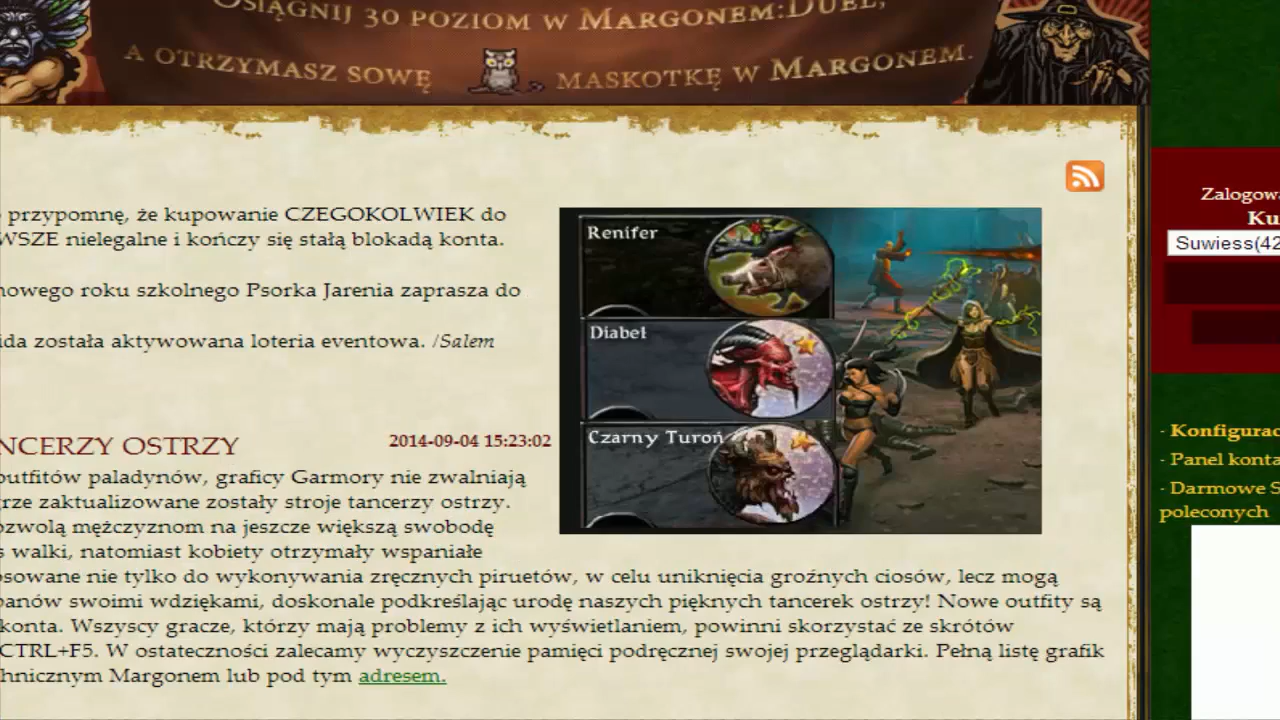 OSIĄGNIJ 30 POZIOM W MARGONEM:DUEL,
A OTRZYMASZ SOWĘ MASKOTKĘ W MARGONEM.
przypomnę, że kupowanie CZEGOKOLWIEK do
WSZE nielegalne i kończy się stałą blokadą konta.
nowego roku szkolnego Psorka Jarenia zaprasza do
ida została aktywowana loteria eventowa. /Salem
Renifer
Diabeł
Czarny Turoń
NCERZY OSTRZY
2014-09-04 15:23:02
outfitów paladynów, graficy Garmory nie zwalniają
rze zaktualizowane zostały stroje tancerzy ostrzy.
ozwolą mężczyznom na jeszcze większą swobodę
s walki, natomiast kobiety otrzymały wspaniałe
osowane nie tylko do wykonywania zręcznych piruetów, w celu uniknięcia groźnych ciosów, lecz mogą
panów swoimi wdziękami, doskonale podkreślając urodę naszych pięknych tancerek ostrzy! Nowe outfity są
konta. Wszyscy gracze, którzy mają problemy z ich wyświetlaniem, powinni skorzystać ze skrótów
CTRL+F5. W ostateczności zalecamy wyczyszczenie pamięci podręcznej swojej przeglądarki. Pełną listę grafik
hnicznym Margonem lub pod tym adresem.
Zalogowa
Ku
Suwiess(42
- Konfigurac
- Panel konta
- Darmowe S
poleconych